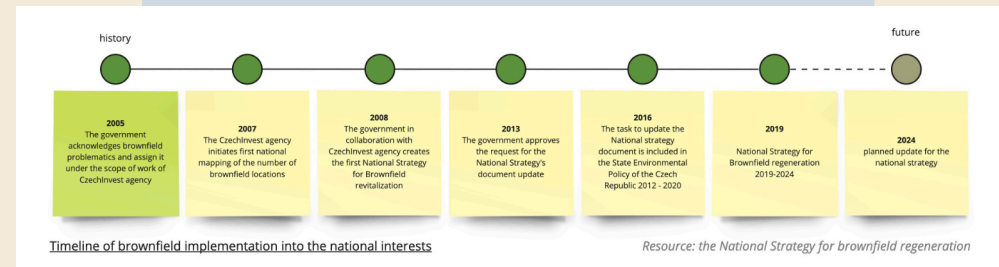 history
future
2005
The government
acknowledges brownfield
problematics and assign it
under the scope of work of
CzechInvest agency
2007
The CzechInvest agency
initiates first national
mapping of the number of
brownfield locations
2008
The government in
collaboration with
CzechInvest agency creates
the first National Strategy
for Brownfield
revitalization
2013
The government approves
the request for the
National Strategy's
document update
2016
The task to update the
National strategy
document is included in
the State Environmental
Policy of the Czech
Republic 2012 - 2020
2019
National Strategy for
Brownfield regeneration
2019-2024
2024
planned update for the
national strategy
Timeline of brownfield implementation into the national interests
Resource: the National Strategy for brownfield regeneration